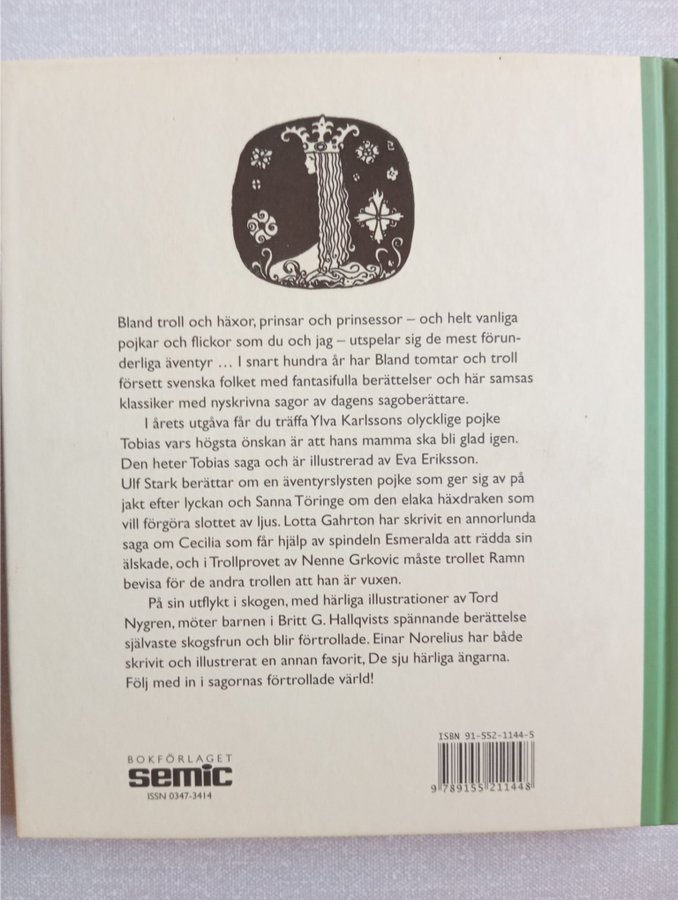 Bland troll och häxor, prinsar och prinsessor – och helt vanliga
pojkar och flickor som du och jag – utspelar sig de mest förun-
derliga äventyr ... I snart hundra år har Bland tomtar och troll
försett svenska folket med fantasifulla berättelser och här samsas
klassiker med nyskrivna sagor av dagens sagoberättare.
I årets utgåva får du träffa Ylva Karlssons olycklige pojke
Tobias vars högsta önskan är att hans mamma ska bli glad igen.
Den heter Tobias saga och är illustrerad av Eva Eriksson.
Ulf Stark berättar om en äventyrslysten pojke som ger sig av på
jakt efter lyckan och Sanna Töringe om den elaka häxdraken som
vill förgöra slottet av ljus. Lotta Gahrton har skrivit en annorlunda
saga om Cecilia som får hjälp av spindeln Esmeralda att rädda sin
älskade, och i Trollprovet av Nenne Grkovic måste trollet Ramn
bevisa för de andra trollen att han är vuxen.
På sin utflykt i skogen, med härliga illustrationer av Tord
Nygren, möter barnen i Britt G. Hallqvists spännande berättelse
självaste skogsfrun och blir förtrollade. Einar Norelius har både
skrivit och illustrerat en annan favorit, De sju härliga ängarna.
Följ med in i sagornas förtrollade värld!
BOKFÖRLAGET
semic
ISSN 0347-3414
ISBN 91-552-1144-5
9 789155 211448